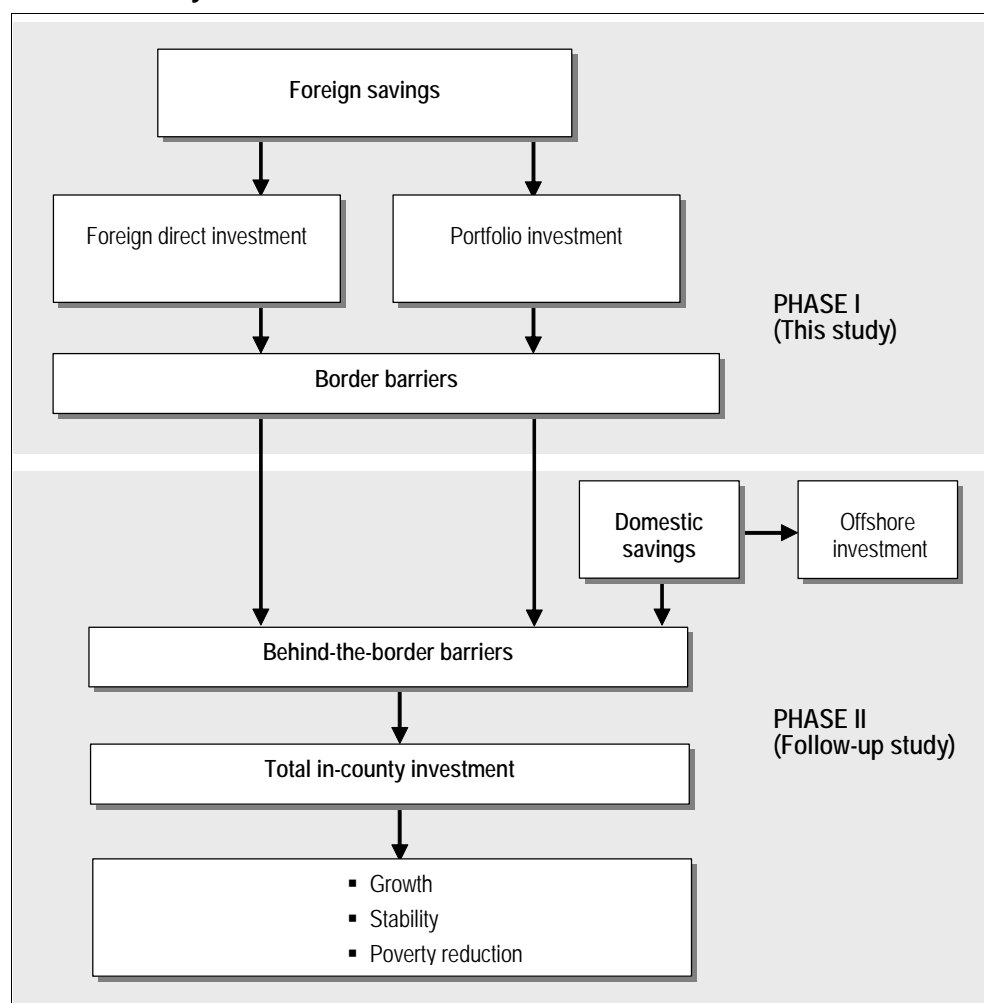 Foreign savings
Foreign direct investment
Portfolio investment
PHASE I
(This study)
Border barriers
Domestic
savings
Offshore
investment
Behind-the-border barriers
PHASE II
(Follow-up study)
Total in-county investment
▪ Growth
▪ Stability
▪ Poverty reduction